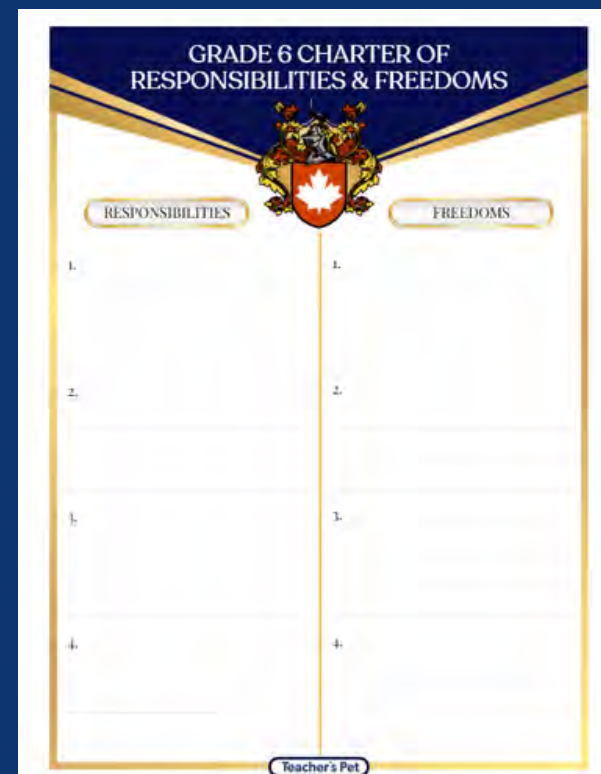 GRADE 6 CHARTER OF
RESPONSIBILITIES & FREEDOMS
RESPONSIBILITIES
FREEDOMS
1.
2.
3.
4.
1.
2.
3.
4.
Teacher's Pet